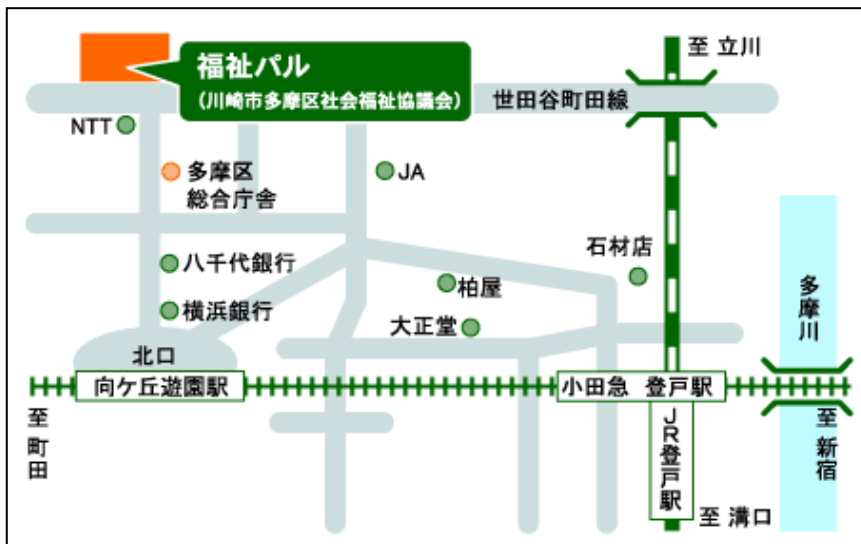 至 立川
福祉パル
(川崎市多摩区社会福祉協議会)
世田谷町田線
NTT
多摩区
総合庁舎
JA
石材店
八千代銀行
柏屋
多摩川
横浜銀行
大正堂
北口
向ケ丘遊園駅
小田急 登戸駅
至 町田
JR登戸駅
至 新宿
至 溝口